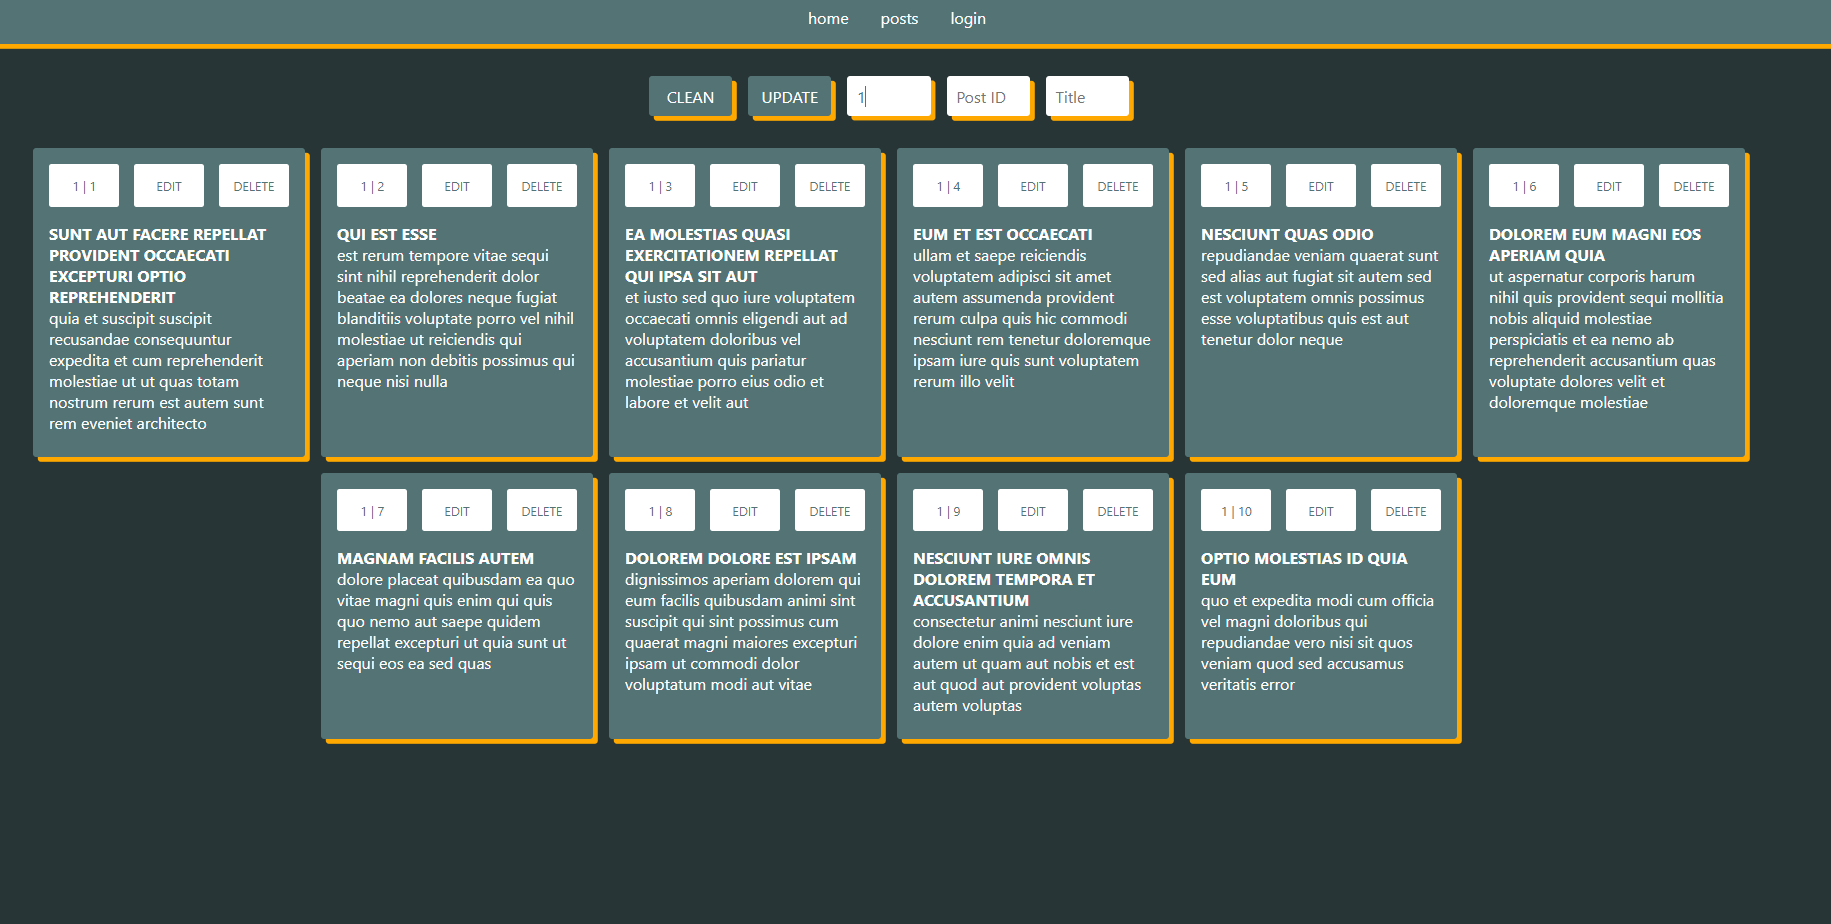 home posts login
CLEAN UPDATE 1 Post ID Title
1 | 1 EDIT DELETE
SUNT AUT FACERE REPELLAT
PROVIDENT OCCAECATI
EXCEPTURI OPTIO
REPREHENDERIT
quia et suscipit suscipit
recusandae consequuntur
expedita et cum reprehenderit
molestiae ut ut quas totam
nostrum rerum est autem sunt
rem eveniet architecto
1 | 2 EDIT DELETE
QUI EST ESSE
est rerum tempore vitae sequi
sint nihil reprehenderit dolor
beatae ea dolores neque fugiat
blanditiis voluptate porro vel nihil
molestiae ut reiciendis qui
aperiam non debitis possimus qui
neque nisi nulla
1 | 3 EDIT DELETE
EA MOLESTIAS QUASI
EXERCITATIONEM REPELLAT
QUI IPSA SIT AUT
et iusto sed quo iure voluptatem
occaecati omnis eligendi aut ad
voluptatem doloribus vel
accusantium quis pariatur
molestiae porro eius odio et
labore et velit aut
1 | 4 EDIT DELETE
EUM ET EST OCCAECATI
ullam et saepe reiciendis
voluptatem adipisci sit amet
autem assumenda provident
rerum culpa quis hic commodi
nesciunt rem tenetur doloremque
ipsam iure quis sunt voluptatem
rerum illo velit
1 | 5 EDIT DELETE
NESCIUNT QUAS ODIO
repudiandae veniam quaerat sunt
sed alias aut fugiat sit autem sed
est voluptatem omnis possimus
esse voluptatibus quis est aut
tenetur dolor neque
1 | 6 EDIT DELETE
DOLOREM EUM MAGNI EOS
APERIAM QUIA
ut aspernatur corporis harum
nihil quis provident sequi mollitia
nobis aliquid molestiae
perspiciatis et ea nemo ab
reprehenderit accusantium quas
voluptate dolores velit et
doloremque molestiae
1 | 7 EDIT DELETE
MAGNAM FACILIS AUTEM
dolore placeat quibusdam ea quo
vitae magni quis enim qui quis
quo nemo aut saepe quidem
repellat excepturi ut quia sunt ut
sequi eos ea sed quas
1 | 8 EDIT DELETE
DOLOREM DOLORE EST IPSAM
dignissimos aperiam dolorem qui
eum facilis quibusdam animi sint
suscipit qui sint possimus cum
quaerat magni maiores excepturi
ipsam ut commodi dolor
voluptatum modi aut vitae
1 | 9 EDIT DELETE
NESCIUNT IURE OMNIS
DOLOREM TEMPORA ET
ACCUSANTIUM
consectetur animi nesciunt iure
dolore enim quia ad veniam
autem ut quam aut nobis et est
aut quod aut provident voluptas
autem voluptas
1 | 10 EDIT DELETE
OPTIO MOLESTIAS ID QUIA
EUM
quo et expedita modi cum officia
vel magni doloribus qui
repudiandae vero nisi sit quos
veniam quod sed accusamus
veritatis error